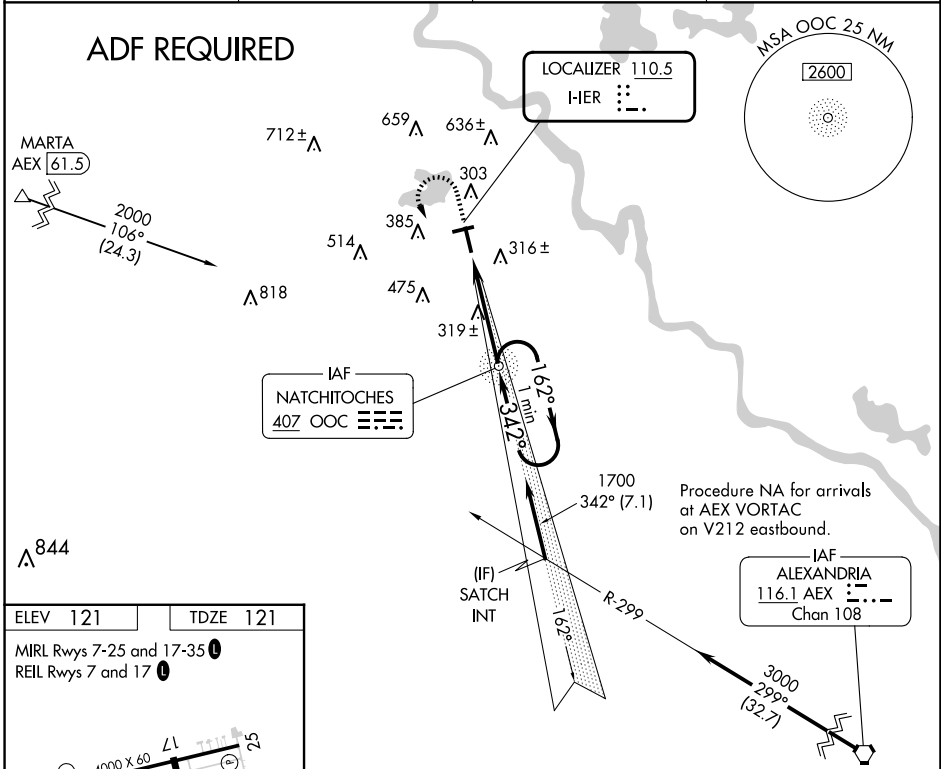 ADF REQUIRED
MSA OOC 25 NM
2600
LOCALIZER 110.5
I-IER
MARTA
AEX 61.5
2000
106°
(24.3)
712±
659
636±
303
385
514
316±
818
475
319±
IAF
NATCHITOCHES
407 OOC
162°
1 min
342°
1700
342° (7.1)
Procedure NA for arrivals
at AEX VORTAC
on V212 eastbound.
IAF
ALEXANDRIA
116.1 AEX
Chan 108
844
(IF)
SATCH
INT
R-299
162°
3000
299°
(32.7)
ELEV 121
TDZE 121
MIRL Rwys 7-25 and 17-35 L
REIL Rwys 7 and 17 L
4000 X 60
17
25
P